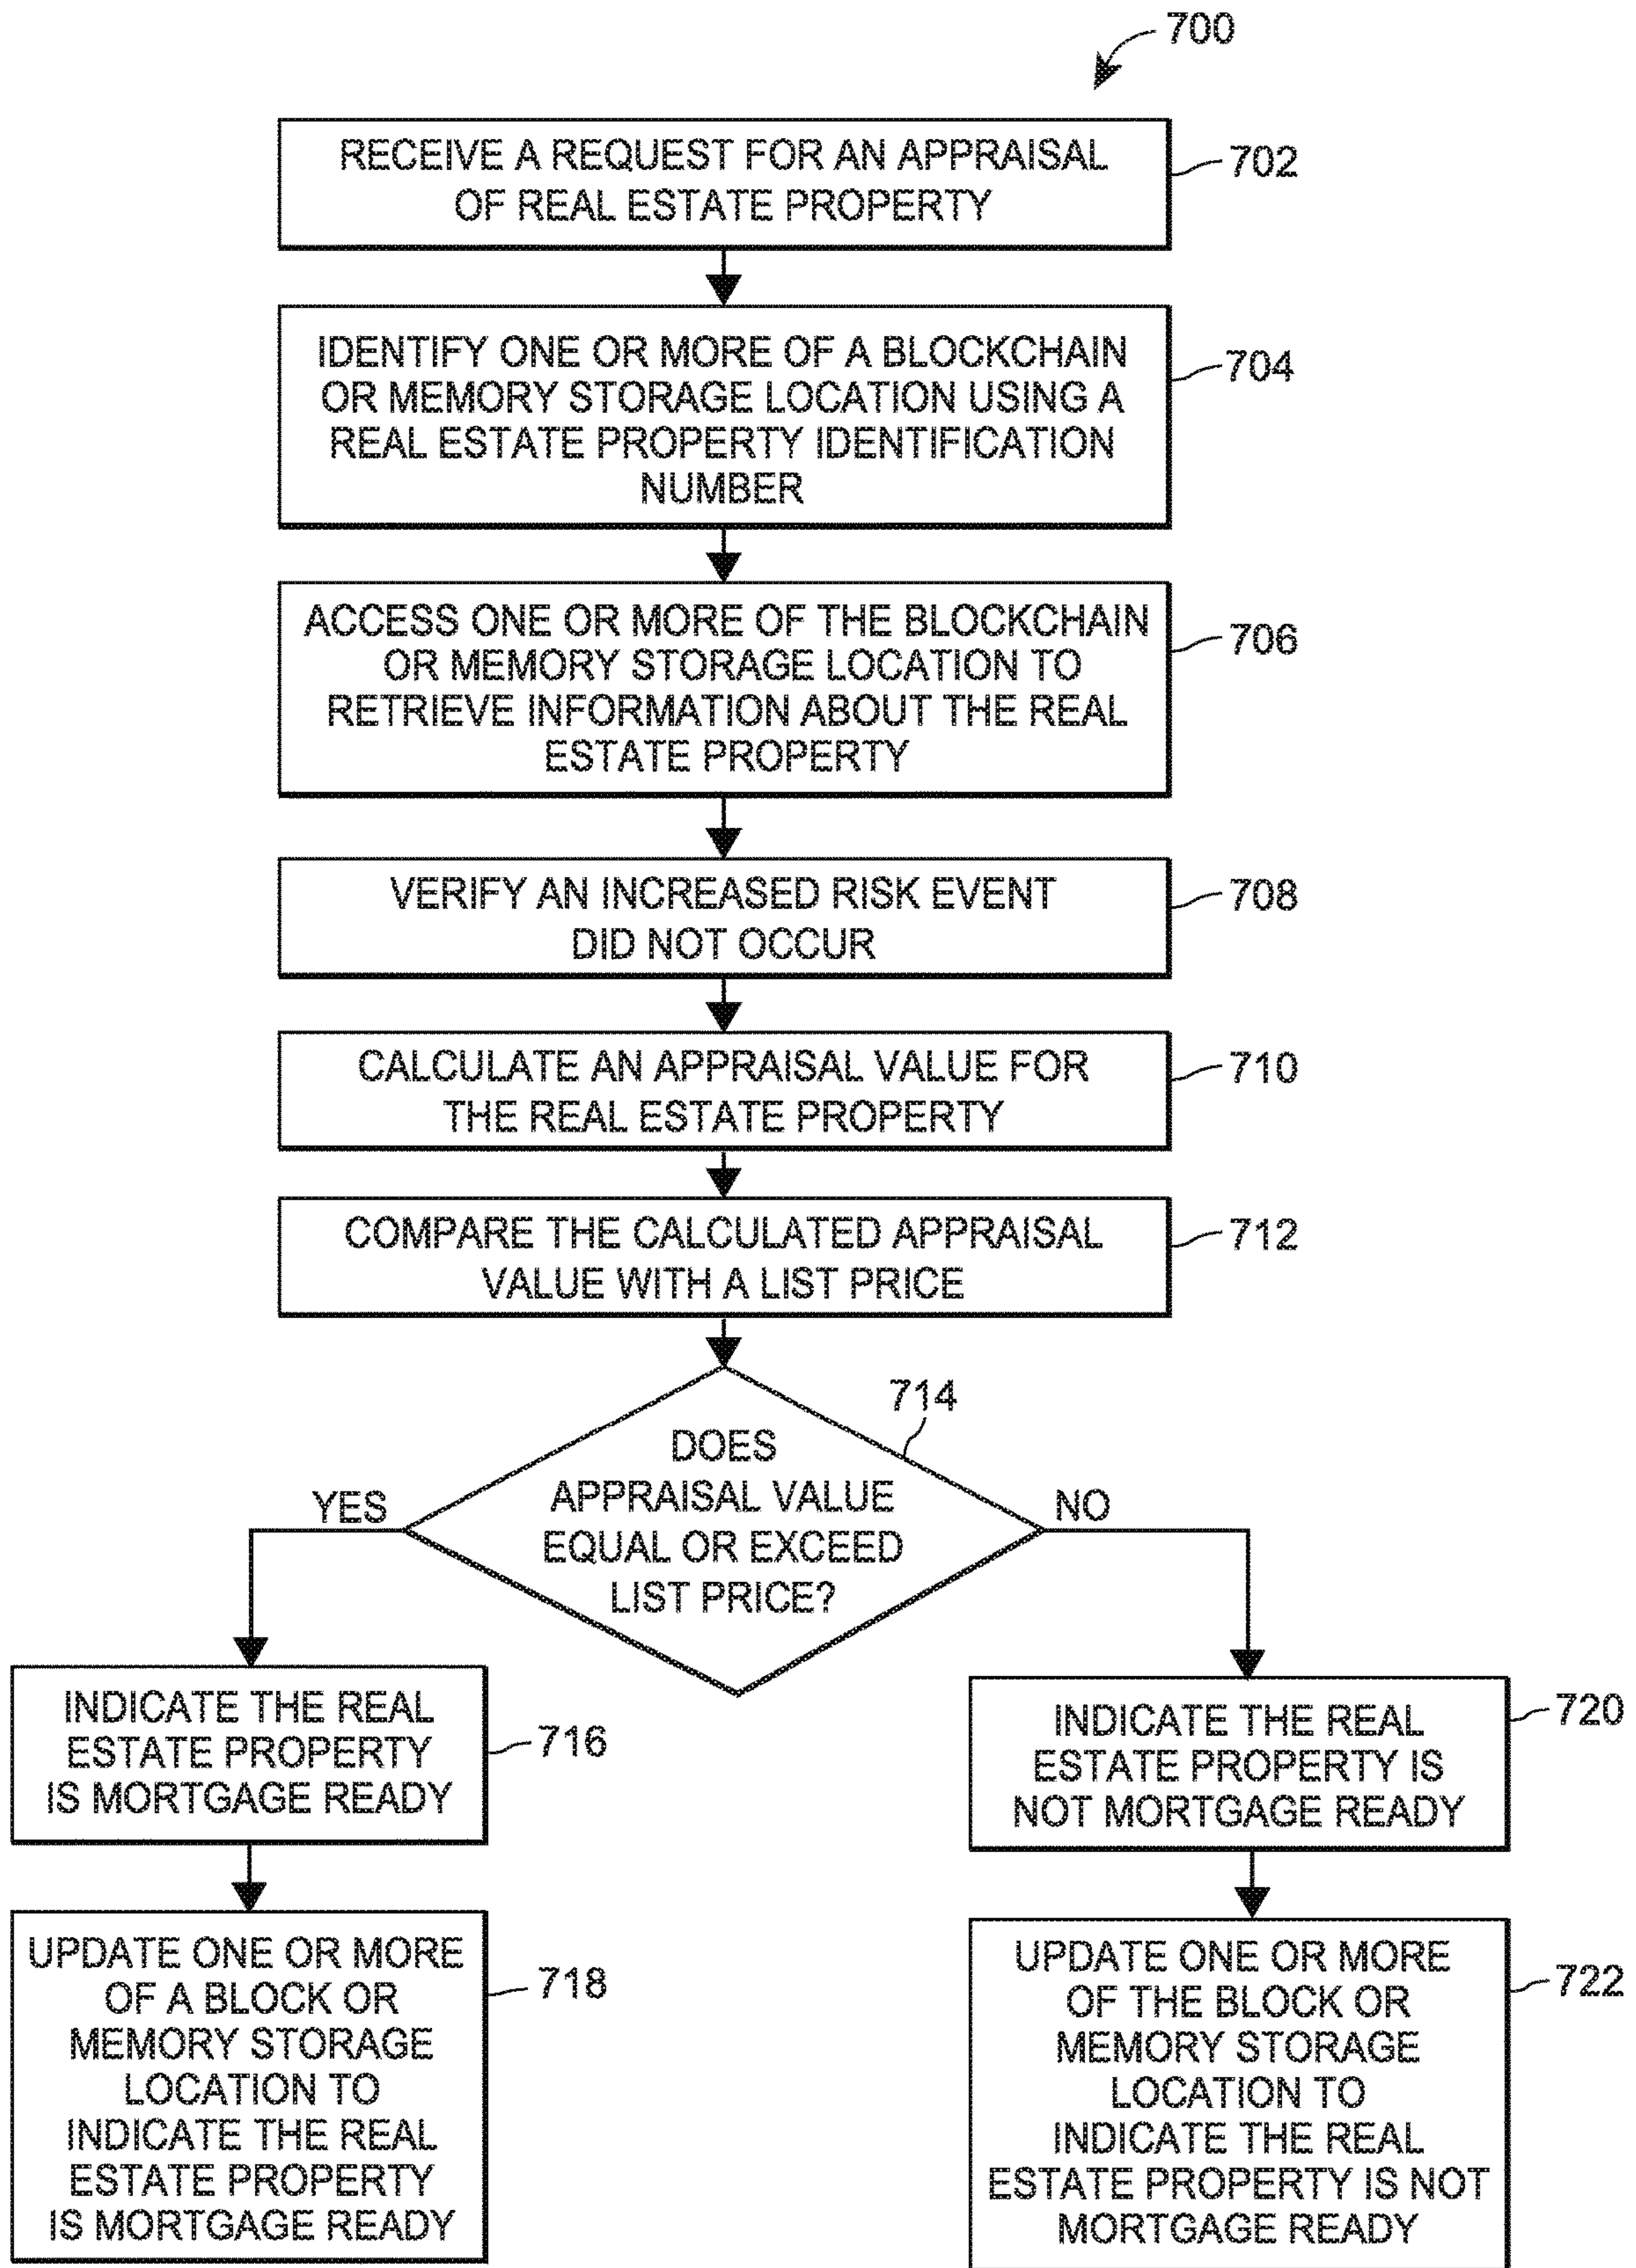 700
RECEIVE A REQUEST FOR AN APPRAISAL
OF REAL ESTATE PROPERTY
702
IDENTIFY ONE OR MORE OF A BLOCKCHAIN
OR MEMORY STORAGE LOCATION USING A
REAL ESTATE PROPERTY IDENTIFICATION
NUMBER
704
ACCESS ONE OR MORE OF THE BLOCKCHAIN
OR MEMORY STORAGE LOCATION TO
RETRIEVE INFORMATION ABOUT THE REAL
ESTATE PROPERTY
706
VERIFY AN INCREASED RISK EVENT
DID NOT OCCUR
708
CALCULATE AN APPRAISAL VALUE FOR
THE REAL ESTATE PROPERTY
710
COMPARE THE CALCULATED APPRAISAL
VALUE WITH A LIST PRICE
712
714
DOES
APPRAISAL VALUE
EQUAL OR EXCEED
LIST PRICE?
YES
NO
INDICATE THE REAL
ESTATE PROPERTY
IS MORTGAGE READY
716
UPDATE ONE OR MORE
OF A BLOCK OR
MEMORY STORAGE
LOCATION TO
INDICATE THE REAL
ESTATE PROPERTY
IS MORTGAGE READY
718
INDICATE THE REAL
ESTATE PROPERTY IS
NOT MORTGAGE READY
720
UPDATE ONE OR MORE
OF THE BLOCK OR
MEMORY STORAGE
LOCATION TO
INDICATE THE REAL
ESTATE PROPERTY IS NOT
MORTGAGE READY
722